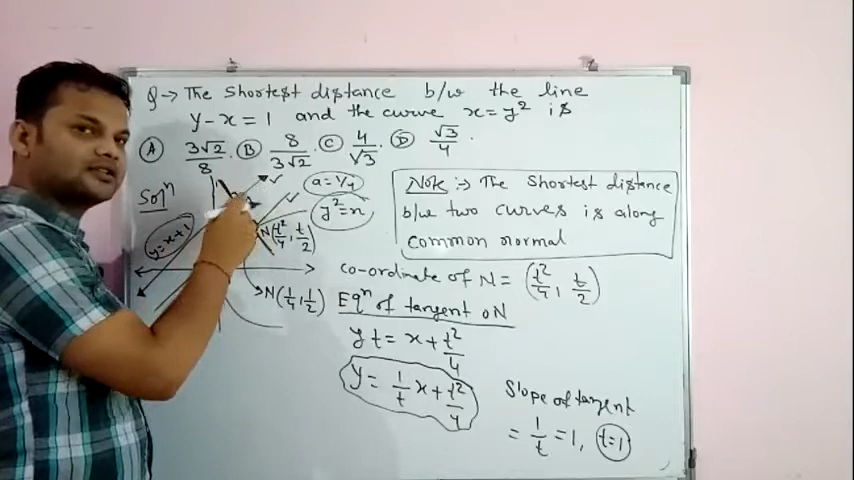 Q→ The Shortest distance b/w the line
y-x=1 and the curve x=y² is
(A) 3√2/8 . (B) 8/3√2 . (C) 4/√3 . (D) √3/4 .
Solⁿ
y=x+1
a=1/4
y²=x
N(t²/4, t/2)
N(1/4, 1/2)
Note :→ The Shortest distance
b/w two curves is along
common normal
co-ordinate of N = (t²/4, t/2)
Eqⁿ of tangent on N
yt = x + t²/4
y = 1/t x + t²/4
Slope of tangent
= 1/t = 1, t=1